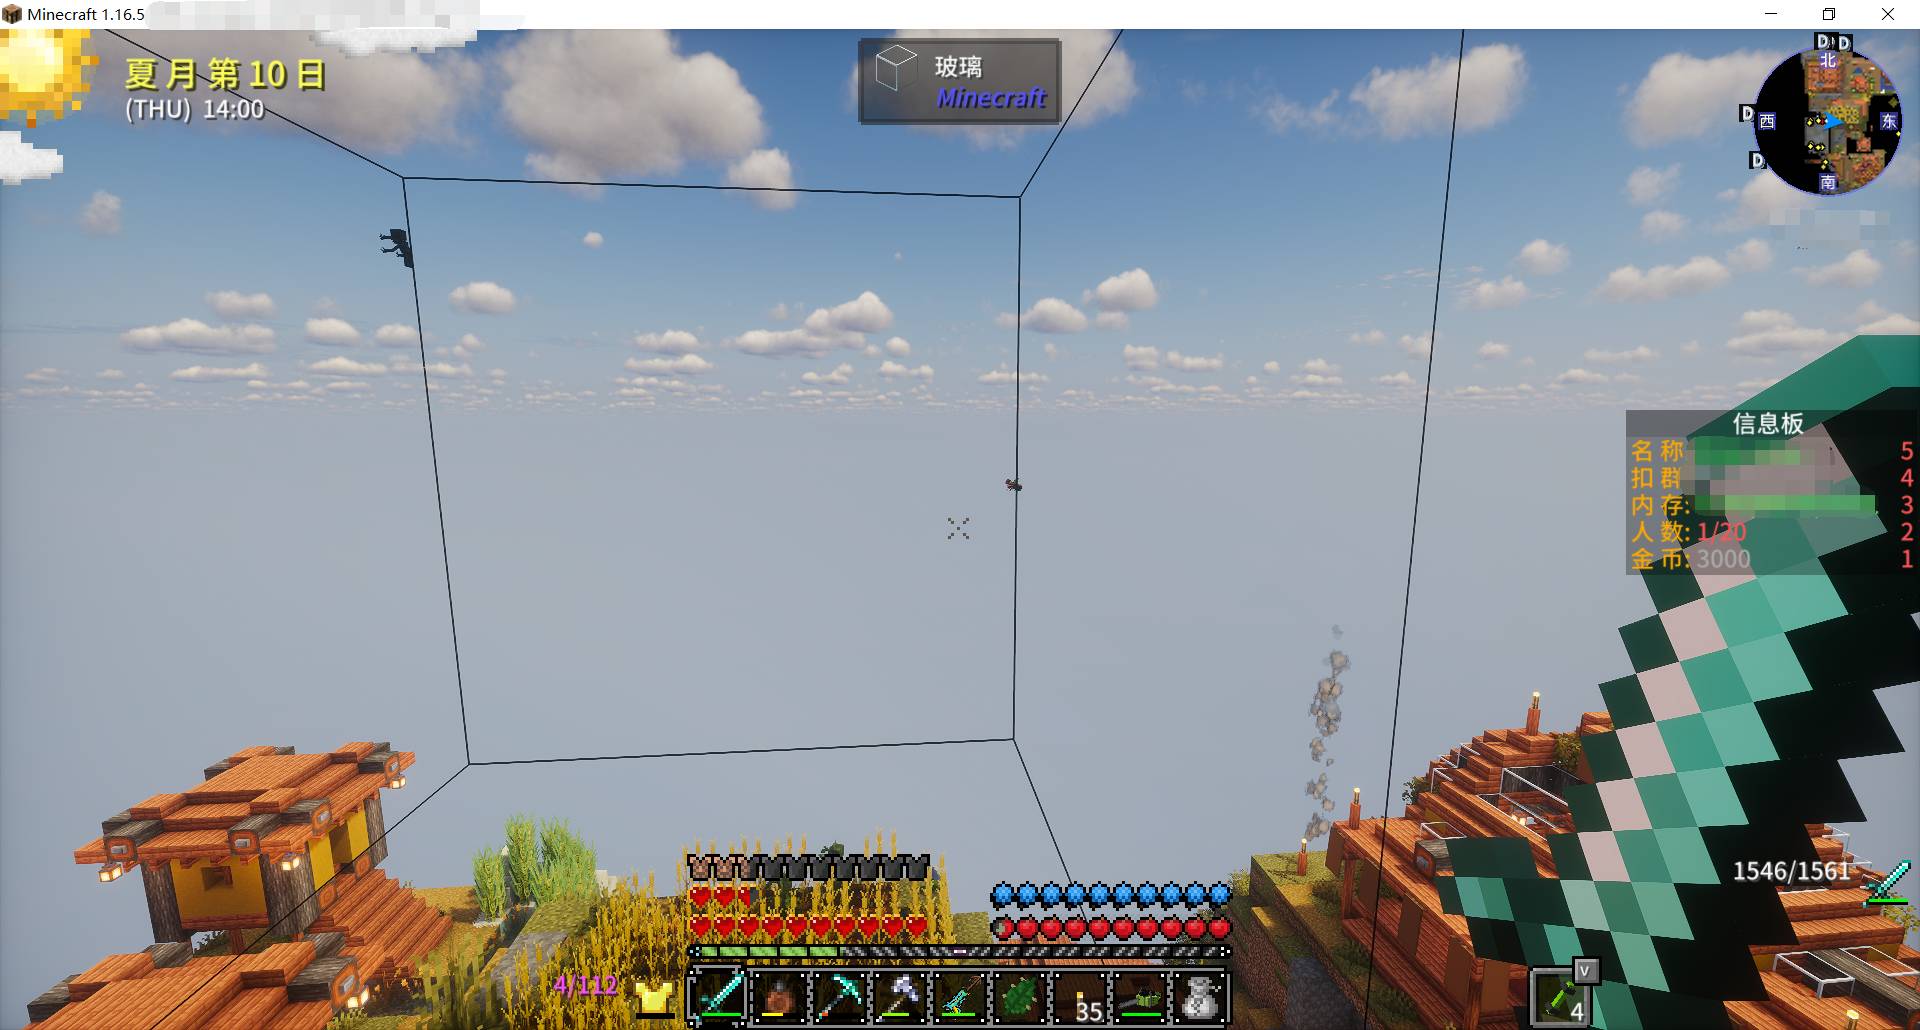 Minecraft 1.16.5
夏月第10日
(THU) 14:00
玻璃
Minecraft
D D
北
D
西
东
D
南
信息板
名 称 5
扣 群 4
内 存: 3
人 数: 1/20 2
金 币: 3000 1
1546/1561
4/112
35
V
4